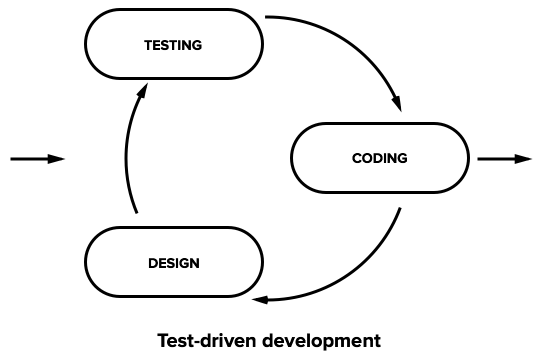 TESTING
CODING
DESIGN
Test-driven development